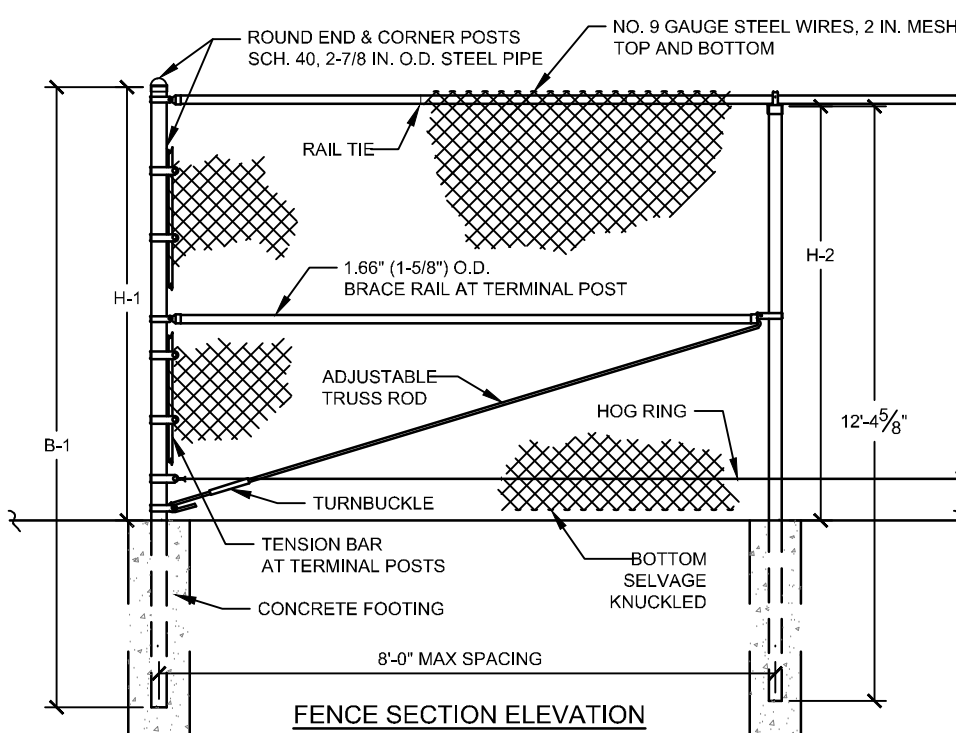 ROUND END & CORNER POSTS
SCH. 40, 2-7/8 IN. O.D. STEEL PIPE
NO. 9 GAUGE STEEL WIRES, 2 IN. MESH
TOP AND BOTTOM
RAIL TIE
H-2
1.66" (1-5/8") O.D.
BRACE RAIL AT TERMINAL POST
H-1
ADJUSTABLE
TRUSS ROD
HOG RING
12'-4 5/8"
B-1
TURNBUCKLE
TENSION BAR
AT TERMINAL POSTS
BOTTOM
SELVAGE
KNUCKLED
CONCRETE FOOTING
8'-0" MAX SPACING
FENCE SECTION ELEVATION